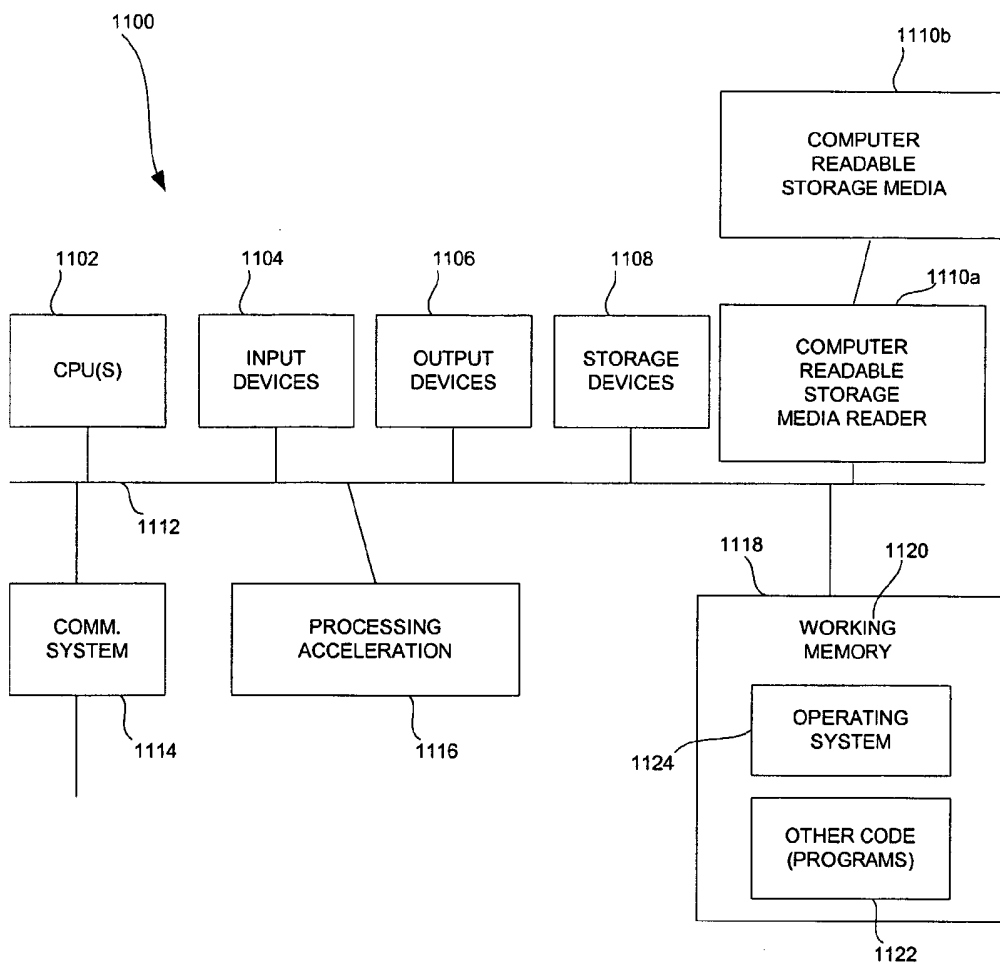 1100
1110b
COMPUTER
READABLE
STORAGE MEDIA
1102
1104
1106
1108
1110a
CPU(S)
INPUT
DEVICES
OUTPUT
DEVICES
STORAGE
DEVICES
COMPUTER
READABLE
STORAGE
MEDIA READER
1112
1118
1120
COMM.
SYSTEM
PROCESSING
ACCELERATION
WORKING
MEMORY
1114
1116
1124
OPERATING
SYSTEM
OTHER CODE
(PROGRAMS)
1122